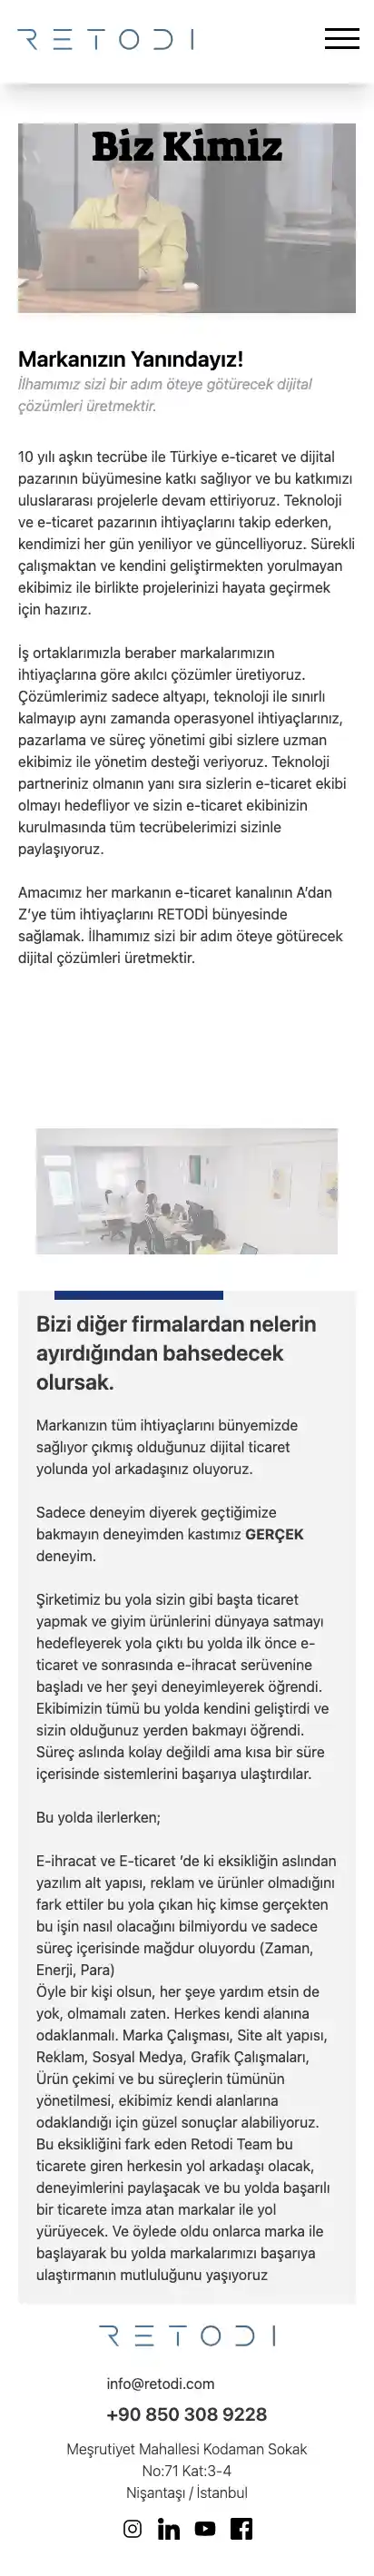 RETODI
Biz Kimiz
Markanızın Yanındayız!
İlhamımız sizi bir adım öteye götürecek dijital
çözümleri üretmektir.
10 yılı aşkın tecrübe ile Türkiye e-ticaret ve dijital
pazarının büyümesine katkı sağlıyor ve bu katkımızı
uluslararası projelerle devam ettiriyoruz. Teknoloji
ve e-ticaret pazarının ihtiyaçlarını takip ederken,
kendimizi her gün yeniliyor ve güncelliyoruz. Sürekli
çalışmaktan ve kendini geliştirmekten yorulmayan
ekibimiz ile birlikte projelerinizi hayata geçirmek
için hazırız.
İş ortaklarımızla beraber markalarımızın
ihtiyaçlarına göre akılcı çözümler üretiyoruz.
Çözümlerimiz sadece altyapı, teknoloji ile sınırlı
kalmayıp aynı zamanda operasyonel ihtiyaçlarınız,
pazarlama ve süreç yönetimi gibi sizlere uzman
ekibimiz ile yönetim desteği veriyoruz. Teknoloji
partneriniz olmanın yanı sıra sizlerin e-ticaret ekibi
olmayı hedefliyor ve sizin e-ticaret ekibinizin
kurulmasında tüm tecrübelerimizi sizinle
paylaşıyoruz.
Amacımız her markanın e-ticaret kanalının A’dan
Z’ye tüm ihtiyaçlarını RETODİ bünyesinde
sağlamak. İlhamımız sizi bir adım öteye götürecek
dijital çözümleri üretmektir.
Bizi diğer firmalardan nelerin
ayırdığından bahsedecek
olursak.
Markanızın tüm ihtiyaçlarını bünyemizde
sağlıyor çıkmış olduğunuz dijital ticaret
yolunda yol arkadaşınız oluyoruz.
Sadece deneyim diyerek geçtiğimize
bakmayın deneyimden kastımız GERÇEK
deneyim.
Şirketimiz bu yola sizin gibi başta ticaret
yapmak ve giyim ürünlerini dünyaya satmayı
hedefleyerek yola çıktı bu yolda ilk önce e-
ticaret ve sonrasında e-ihracat serüvenine
başladı ve her şeyi deneyimleyerek öğrendi.
Ekibimizin tümü bu yolda kendini geliştirdi ve
sizin olduğunuz yerden bakmayı öğrendi.
Süreç aslında kolay değildi ama kısa bir süre
içerisinde sistemlerini başarıya ulaştırdılar.
Bu yolda ilerlerken;
E-ihracat ve E-ticaret ’de ki eksikliğin aslından
yazılım alt yapısı, reklam ve ürünler olmadığını
fark ettiler bu yola çıkan hiç kimse gerçekten
bu işin nasıl olacağını bilmiyordu ve sadece
süreç içerisinde mağdur oluyordu (Zaman,
Enerji, Para)
Öyle bir kişi olsun, her şeye yardım etsin de
yok, olmamalı zaten. Herkes kendi alanına
odaklanmalı. Marka Çalışması, Site alt yapısı,
Reklam, Sosyal Medya, Grafik Çalışmaları,
Ürün çekimi ve bu süreçlerin tümünün
yönetilmesi, ekibimiz kendi alanlarına
odaklandığı için güzel sonuçlar alabiliyoruz.
Bu eksikliğini fark eden Retodi Team bu
ticarete giren herkesin yol arkadaşı olacak,
deneyimlerini paylaşacak ve bu yolda başarılı
bir ticarete imza atan markalar ile yol
yürüyecek. Ve öylede oldu onlarca marka ile
başlayarak bu yolda markalarımızı başarıya
ulaştırmanın mutluluğunu yaşıyoruz
RETODI
info@retodi.com
+90 850 308 9228
Meşrutiyet Mahallesi Kodaman Sokak
No:71 Kat:3-4
Nişantaşı / İstanbul